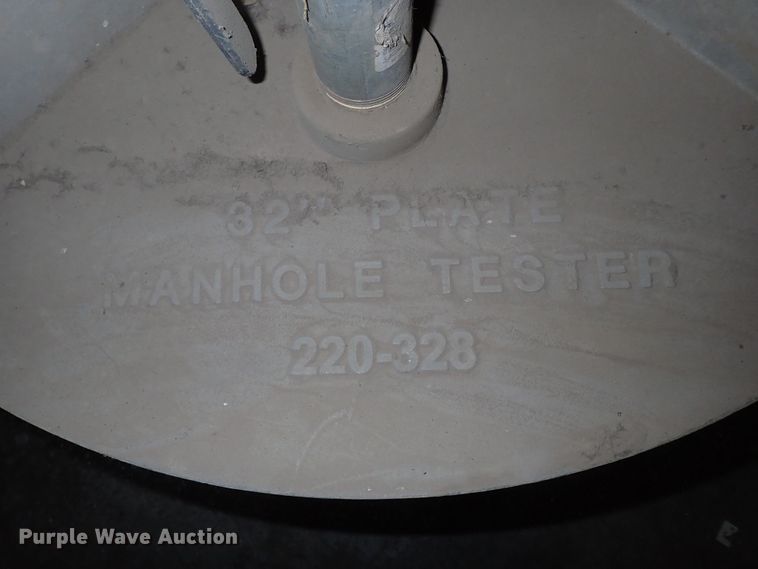 32" PLATE
MANHOLE TESTER
220-328
Purple Wave Auction